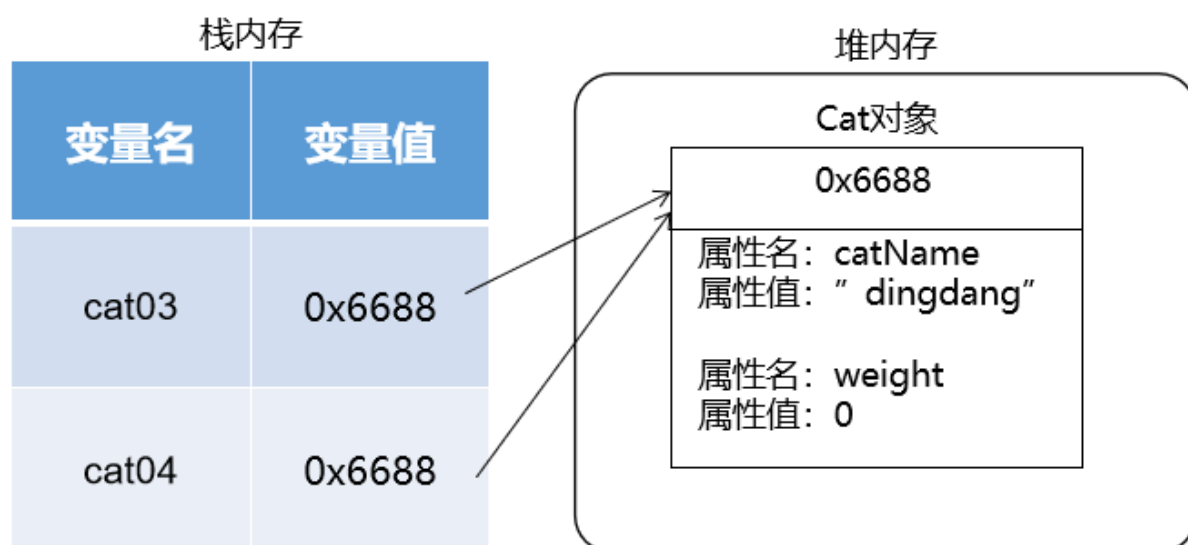 栈内存
变量名 变量值
cat03 0x6688
cat04 0x6688
堆内存
Cat对象
0x6688
属性名：catName
属性值：”dingdang”
属性名：weight
属性值：0